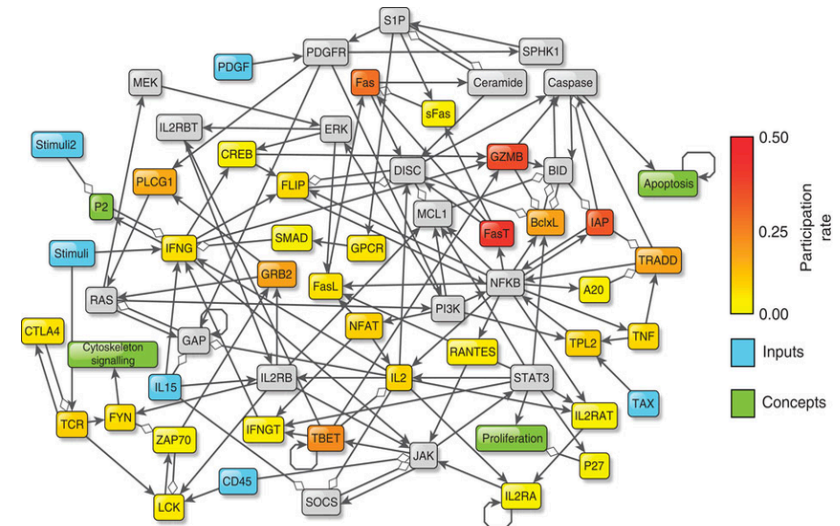 S1P
PDGFR
SPHK1
PDGF
MEK
Fas
Ceramide
Caspase
sFas
IL2RBT
ERK
Stimuli2
CREB
DISC
GZMB
BID
PLCG1
FLIP
Apoptosis
P2
MCL1
IFNG
SMAD
GPCR
FasT
BclxL
IAP
Stimuli
GRB2
FasL
NFKB
A20
TRADD
RAS
PI3K
CTLA4
GAP
NFAT
TPL2
TNF
Cytoskeleton
signalling
RANTES
IL15
IL2RB
IL2
STAT3
TAX
TCR
FYN
ZAP70
IFNGT
TBET
IL2RAT
Proliferation
JAK
P27
LCK
CD45
SOCS
IL2RA
0.50
0.25
0.00
Participation
rate
Inputs
Concepts